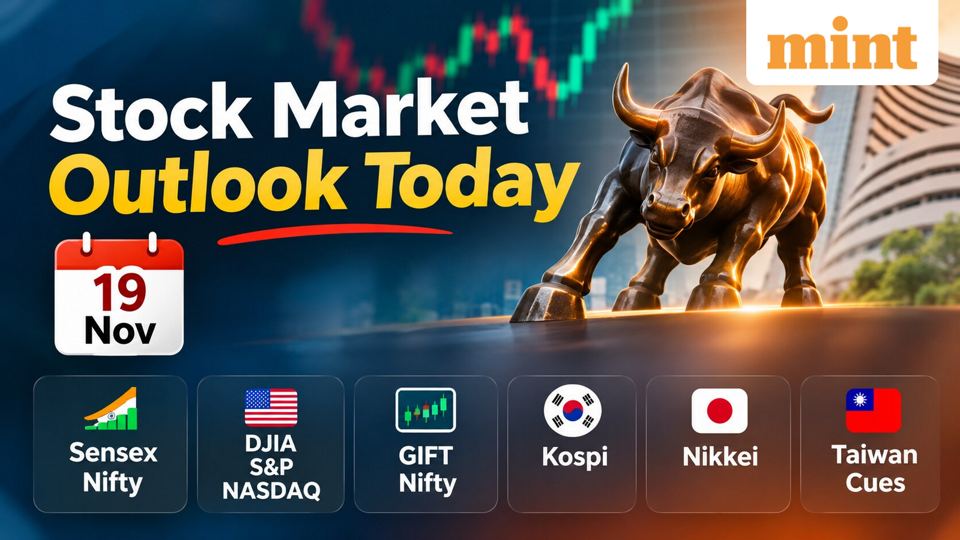 mint
Stock Market
Outlook Today
19
Nov
Sensex
Nifty
DJIA
S&P
NASDAQ
GIFT
Nifty
Kospi
Nikkei
Taiwan
Cues